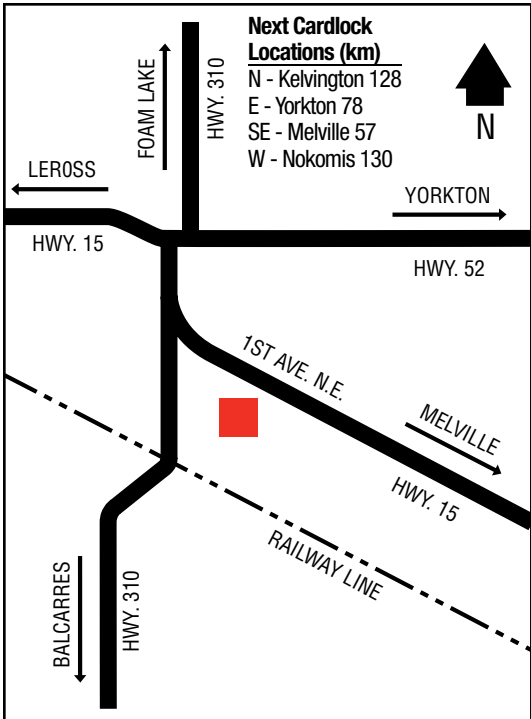 Next Cardlock
Locations (km)
N - Kelvington 128
E - Yorkton 78
SE - Melville 57
W - Nokomis 130
N
FOAM LAKE
HWY. 310
LEROSS
HWY. 15
YORKTON
HWY. 52
1ST AVE. N.E.
MELVILLE
HWY. 15
RAILWAY LINE
BALCARRES
HWY. 310